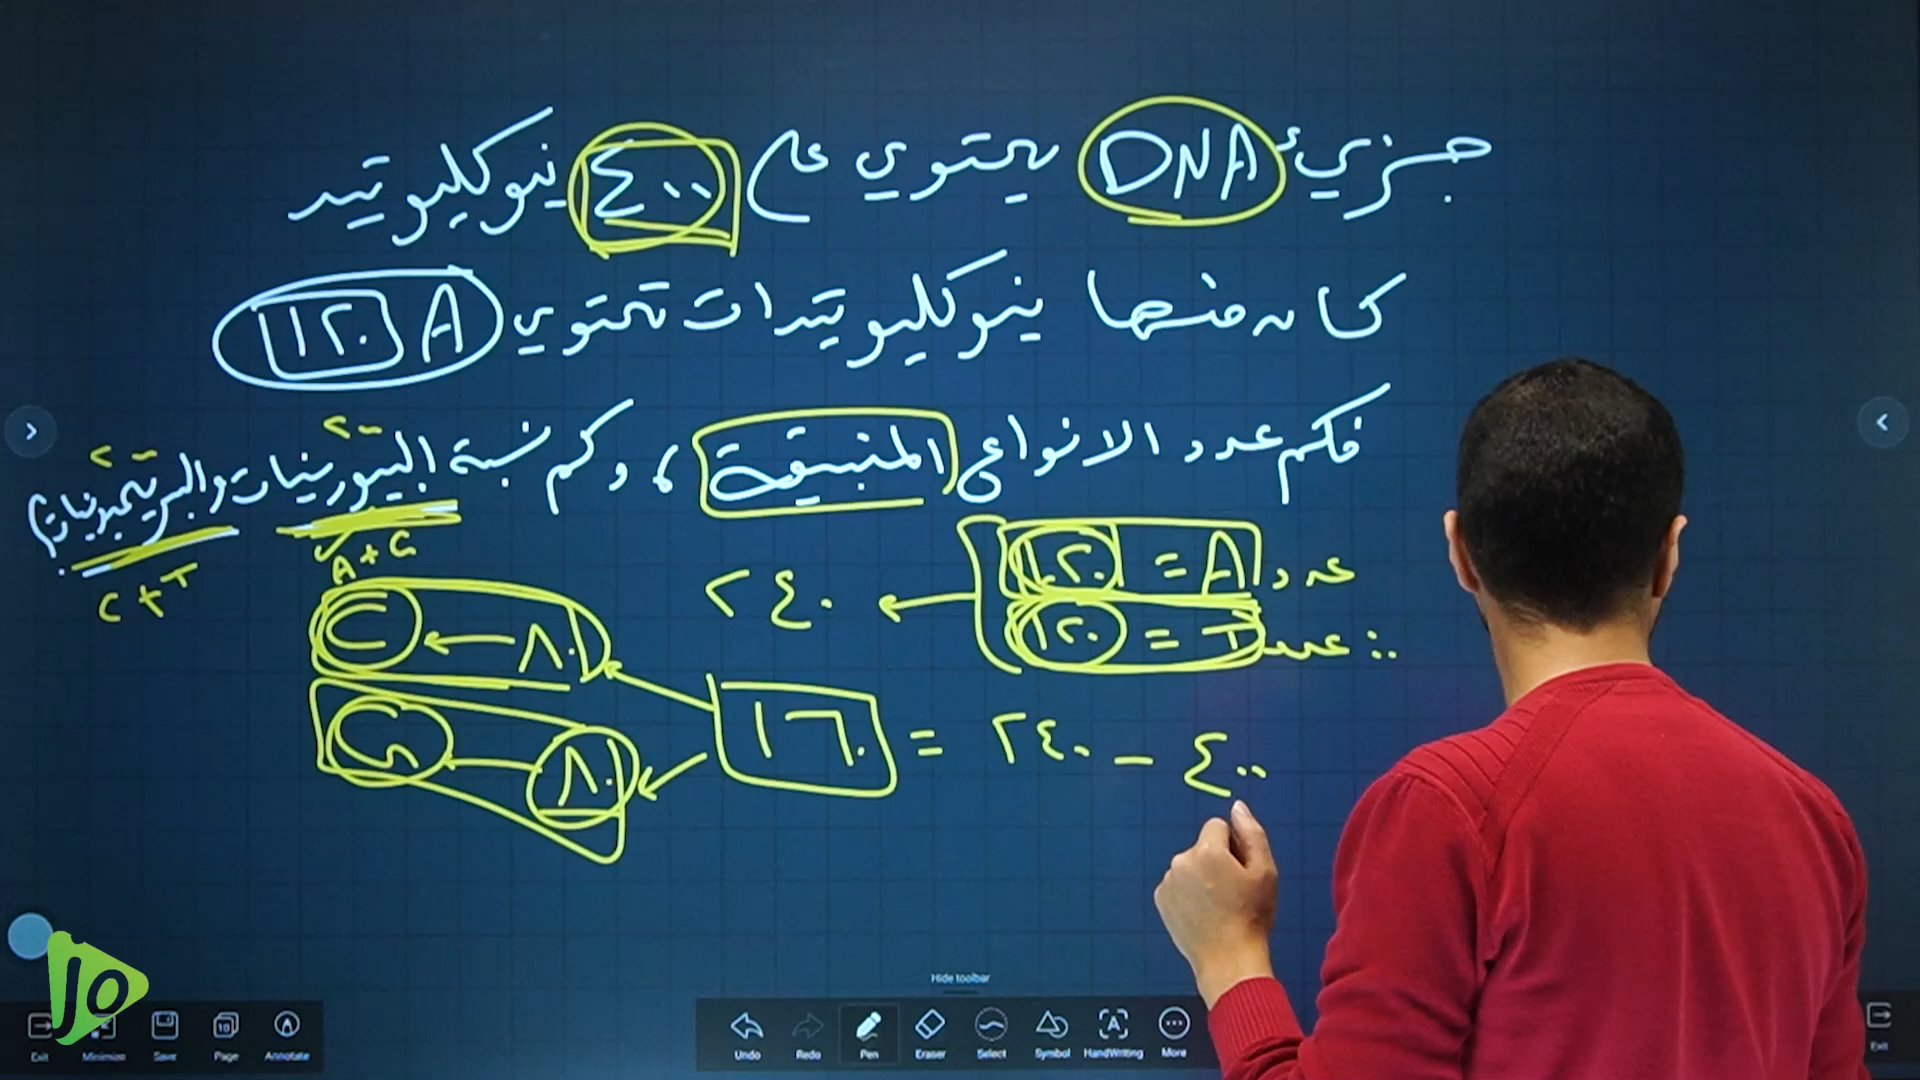 جزيء DNA يحتوي على ٤٠٠ نيوكليوتيد
كان منها نيوكليوتيدات تحتوي A ١٢٠
فكم عدد الانواع المتبقية ، وكم نسبة البيورينات والبريميدينات
A + G
C + T
عدد A = ١٢٠
∴ عدد T = ١٢٠
٢٤٠
٤٠٠ - ٢٤٠ = ١٦٠
٨٠ ← C
٨٠ ← G
Hide toolbar
Exit Minimize Save Page Annotate
Undo Redo Pen Eraser Select Symbol HandWriting More
Exit
JO